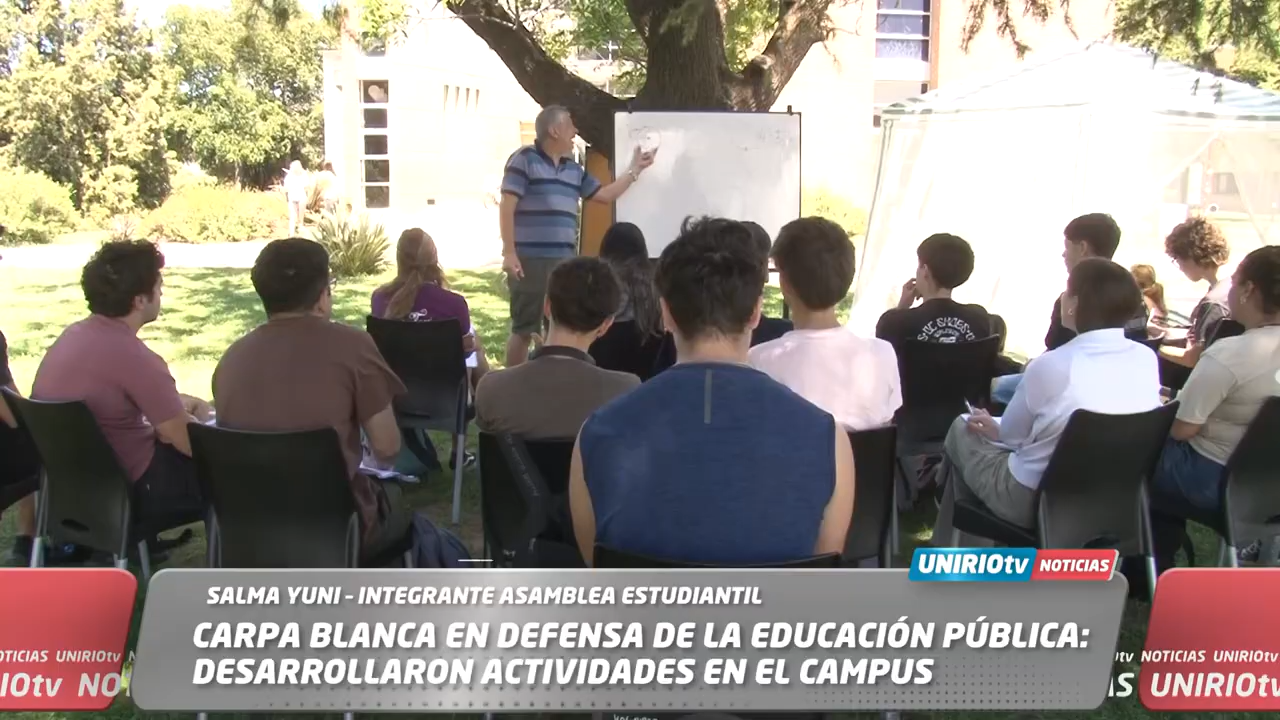 UNIRIOtv NOTICIAS
SALMA YUNI - INTEGRANTE ASAMBLEA ESTUDIANTIL
CARPA BLANCA EN DEFENSA DE LA EDUCACIÓN PÚBLICA:
DESARROLLARON ACTIVIDADES EN EL CAMPUS
NOTICIAS UNIRIOtv
UNIRIOtv